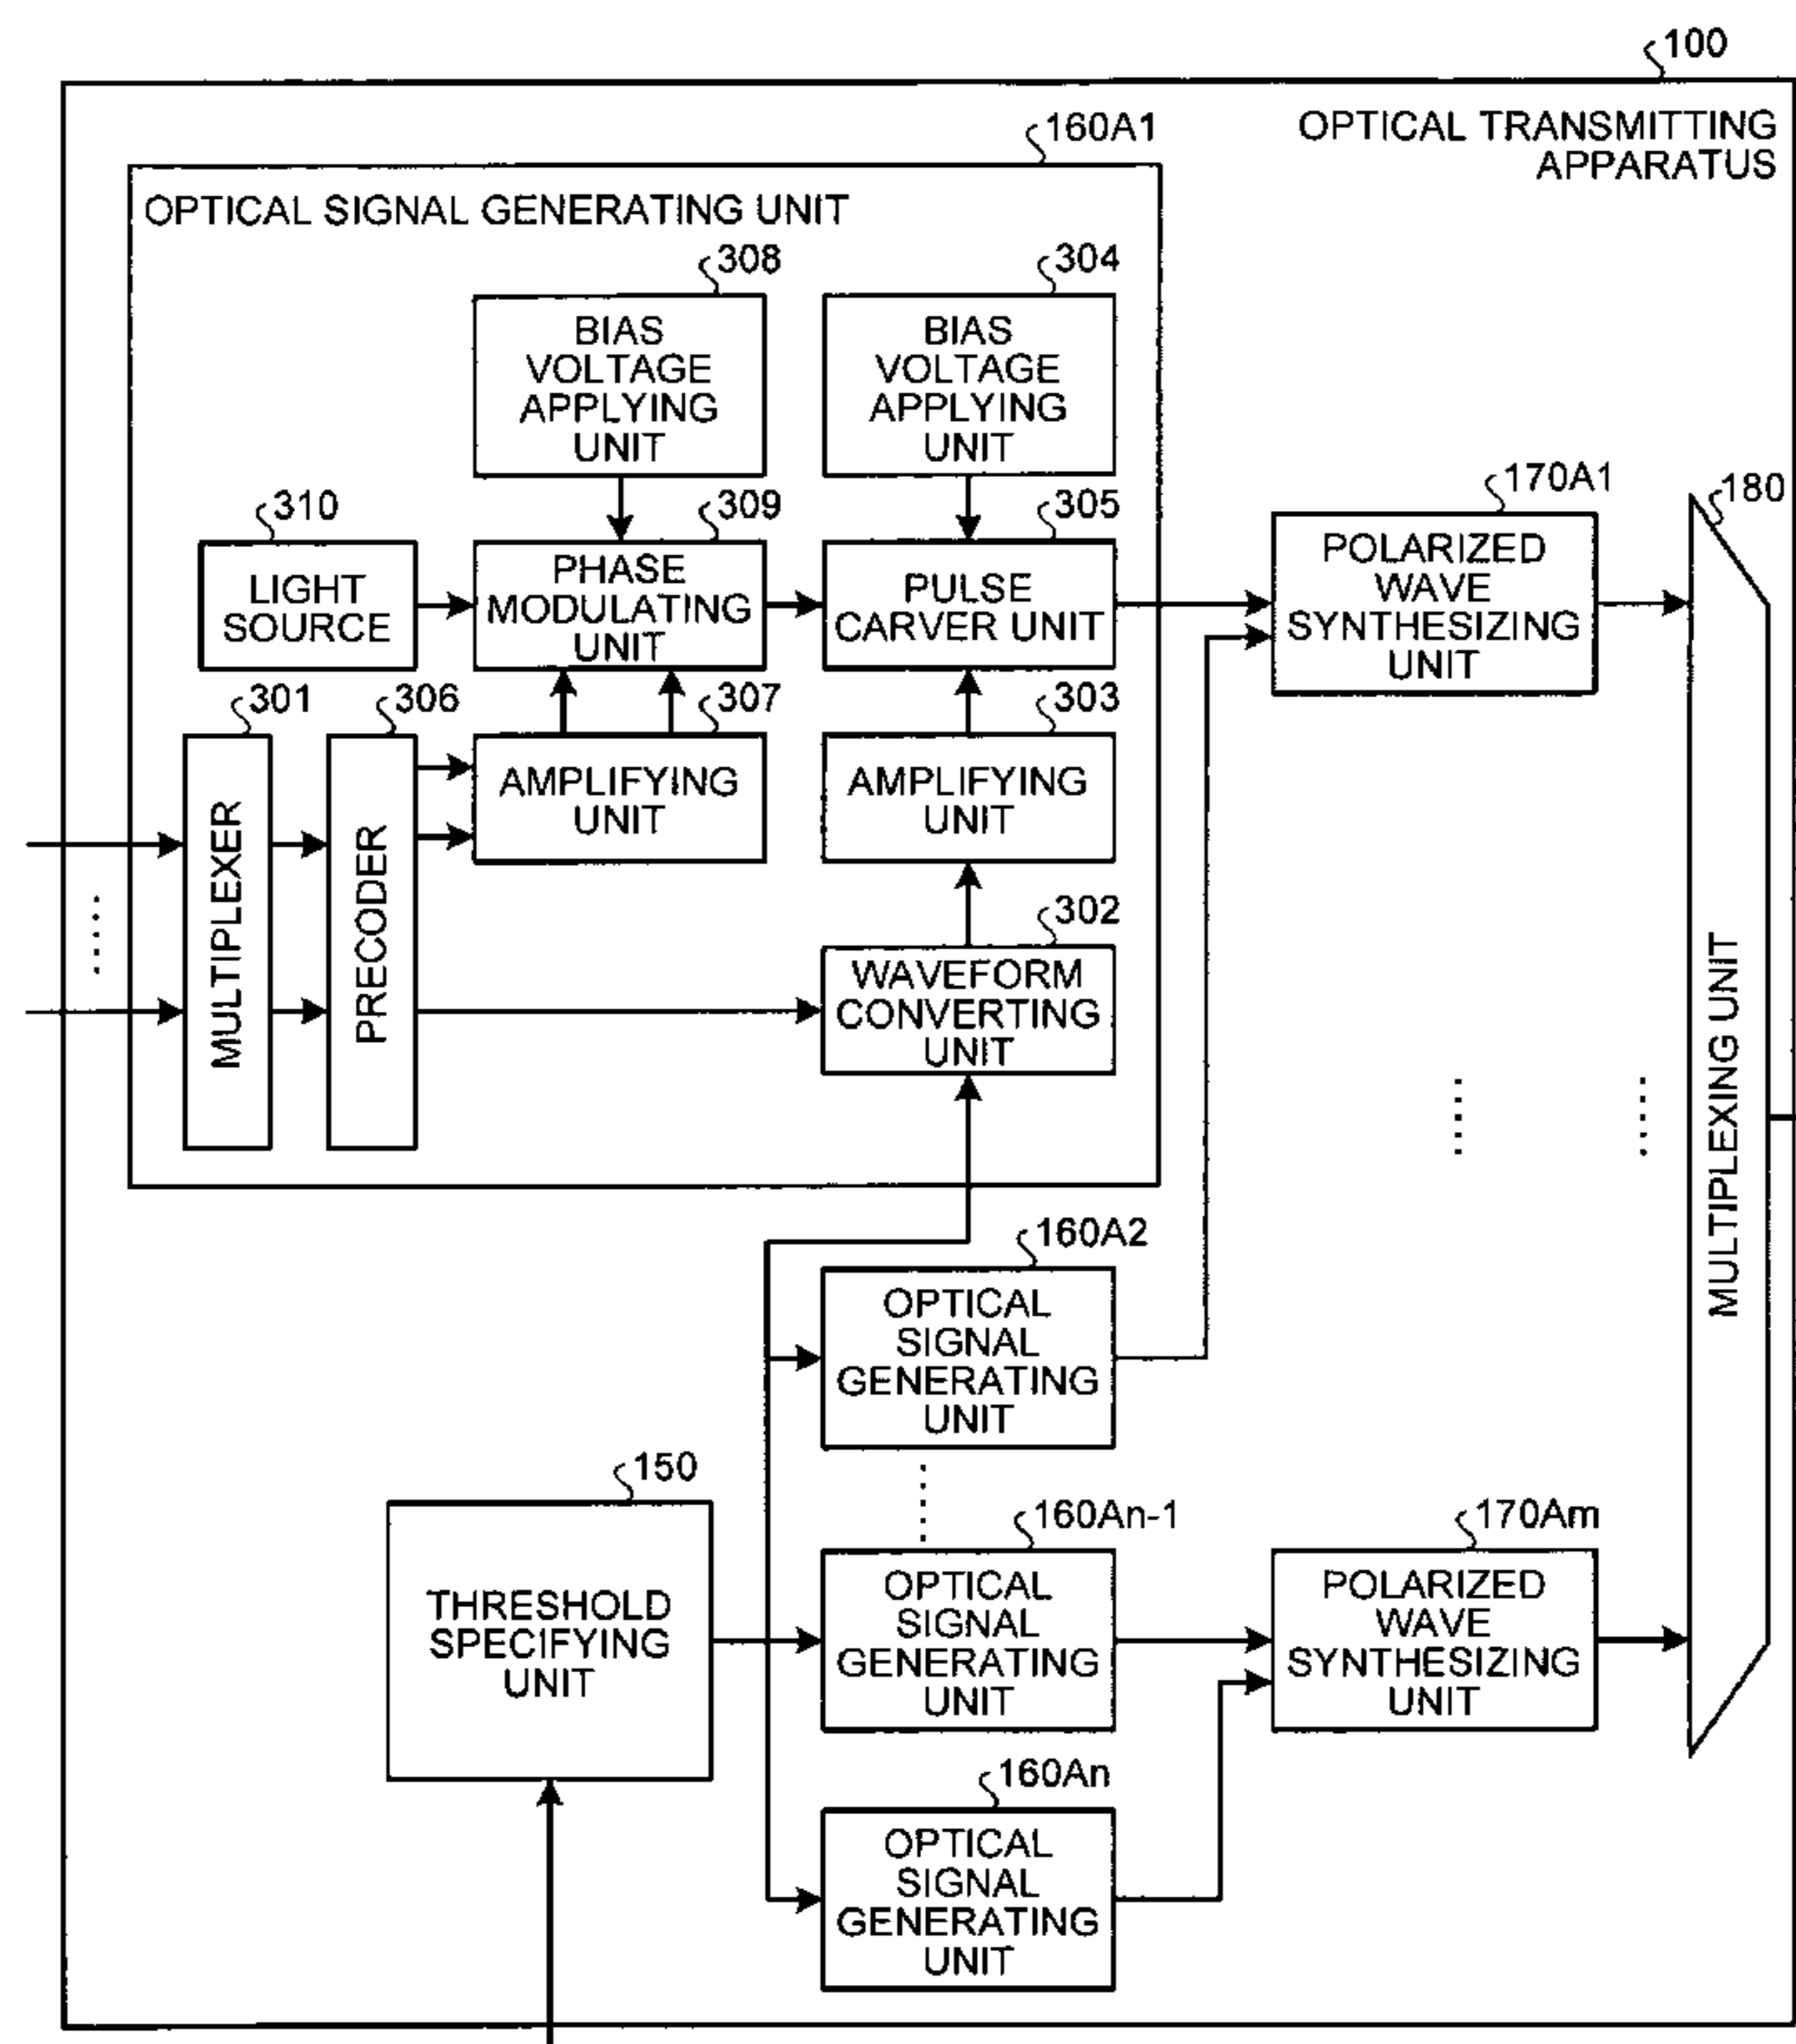 100
OPTICAL TRANSMITTING
APPARATUS
160A1
OPTICAL SIGNAL GENERATING UNIT
308
BIAS
VOLTAGE
APPLYING
UNIT
304
BIAS
VOLTAGE
APPLYING
UNIT
310
LIGHT
SOURCE
309
PHASE
MODULATING
UNIT
305
PULSE
CARVER UNIT
170A1
POLARIZED
WAVE
SYNTHESIZING
UNIT
180
MULTIPLEXING UNIT
301
MULTIPLEXER
306
PRECODER
307
AMPLIFYING
UNIT
303
AMPLIFYING
UNIT
302
WAVEFORM
CONVERTING
UNIT
160A2
OPTICAL
SIGNAL
GENERATING
UNIT
150
THRESHOLD
SPECIFYING
UNIT
160An-1
OPTICAL
SIGNAL
GENERATING
UNIT
170Am
POLARIZED
WAVE
SYNTHESIZING
UNIT
160An
OPTICAL
SIGNAL
GENERATING
UNIT